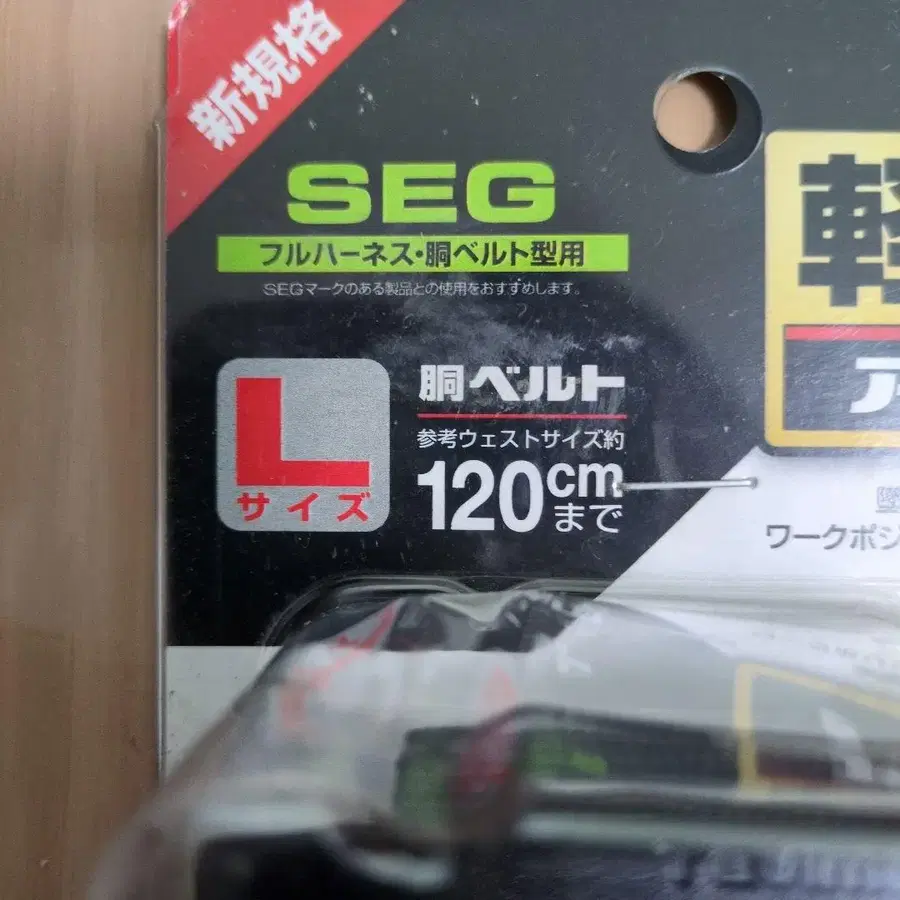 新規格
SEG
フルハーネス・胴ベルト型用
SEGマークのある製品との使用をおすすめします。
L
サイズ
胴ベルト
参考ウェストサイズ約
120cm
まで
軽
ア
ワークポジ